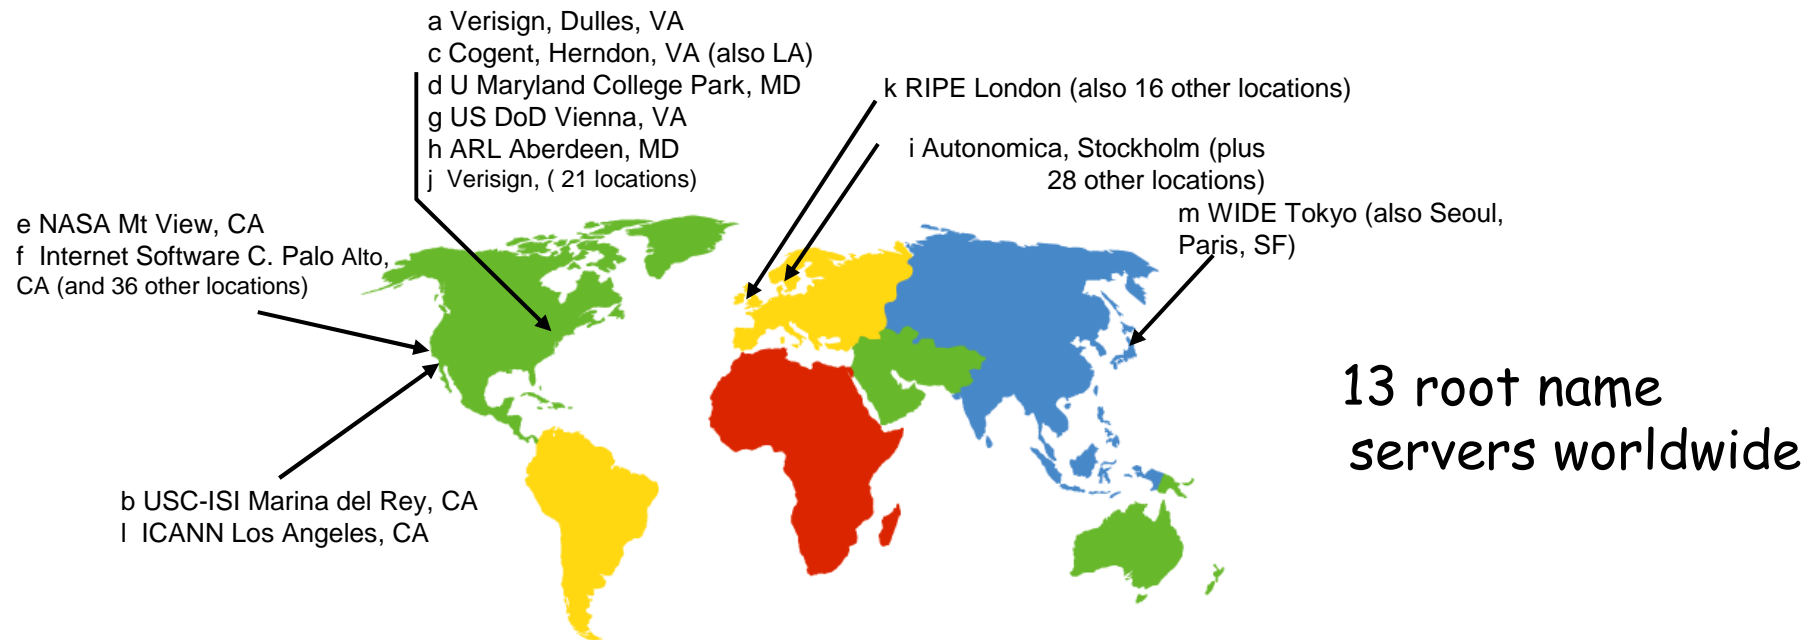 a Verisign, Dulles, VA
c Cogent, Herndon, VA (also LA)
d U Maryland College Park, MD
g US DoD Vienna, VA
h ARL Aberdeen, MD
j Verisign, ( 21 locations)
k RIPE London (also 16 other locations)
i Autonomica, Stockholm (plus
28 other locations)
m WIDE Tokyo (also Seoul,
Paris, SF)
e NASA Mt View, CA
f Internet Software C. Palo Alto,
CA (and 36 other locations)
13 root name
servers worldwide
b USC-ISI Marina del Rey, CA
l ICANN Los Angeles, CA